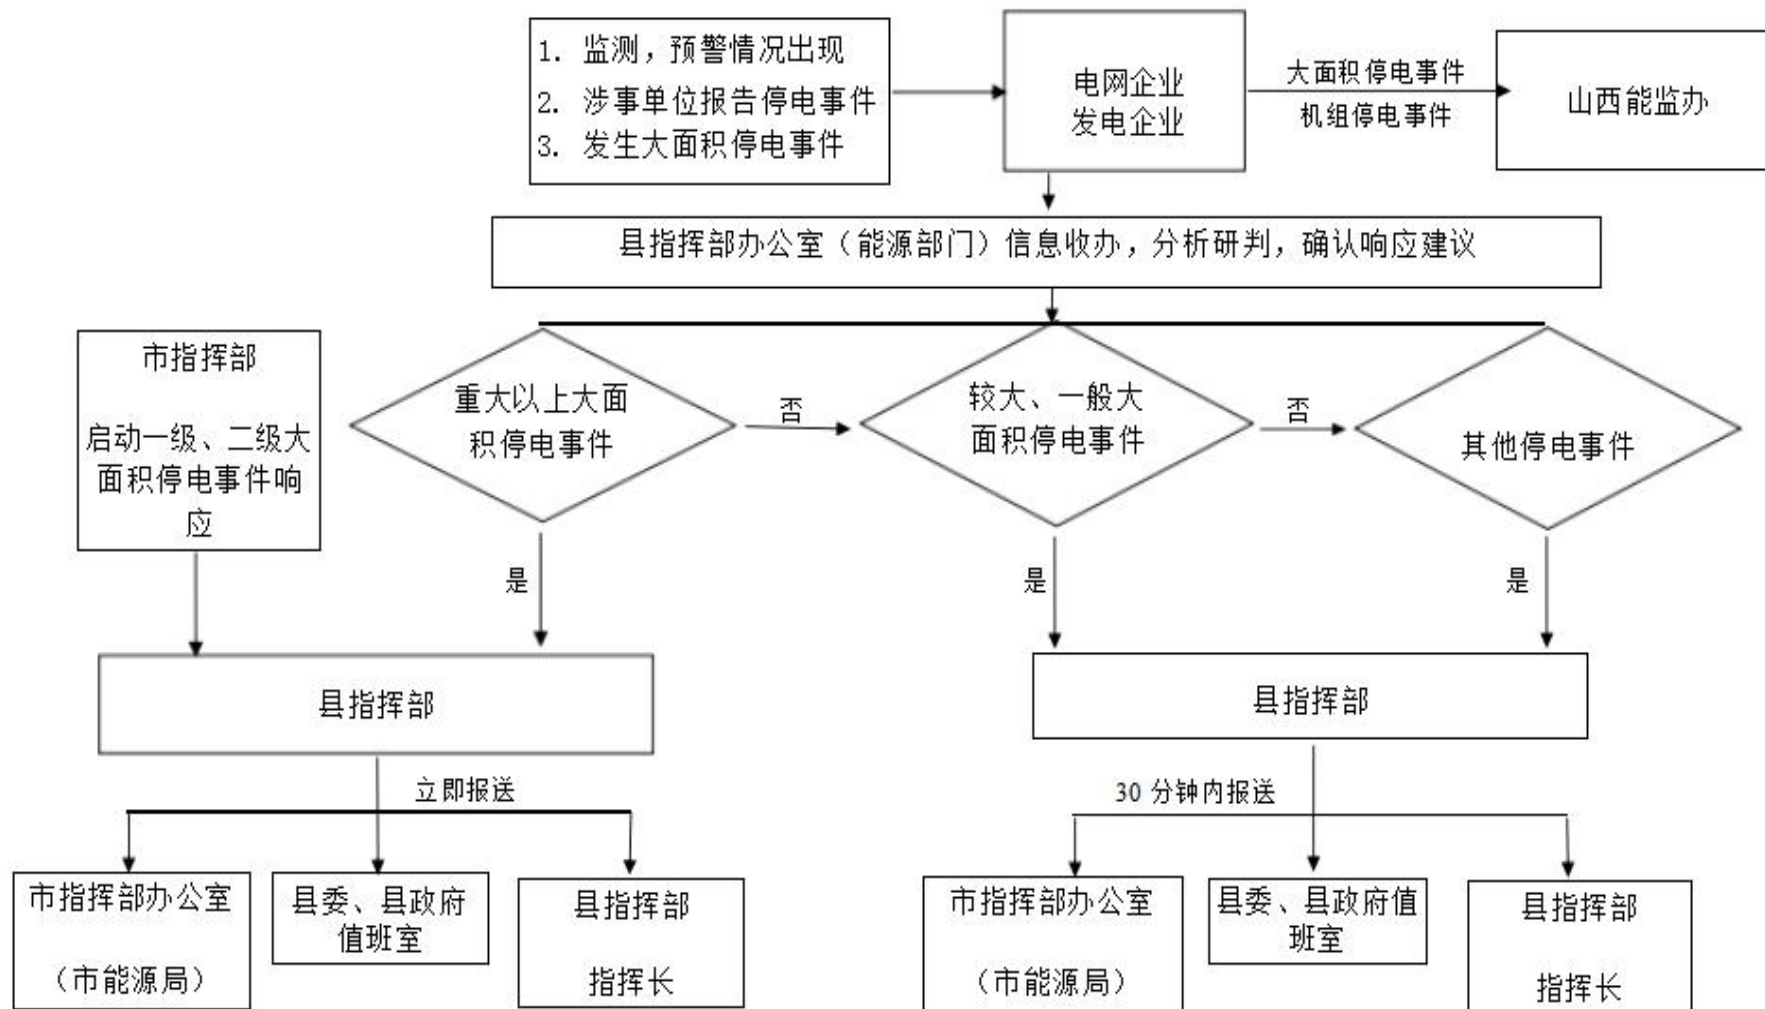 1. 监测，预警情况出现
2. 涉事单位报告停电事件
3. 发生大面积停电事件
电网企业
发电企业
大面积停电事件
机组停电事件
山西能监办
县指挥部办公室（能源部门）信息收办，分析研判，确认响应建议
市指挥部
启动一级、二级大
面积停电事件响
应
重大以上大面
积停电事件
否
较大、一般大
面积停电事件
否
其他停电事件
是
是
是
县指挥部
县指挥部
立即报送
30 分钟内报送
市指挥部办公室
（市能源局）
县委、县政府
值班室
县指挥部
指挥长
市指挥部办公室
（市能源局）
县委、县政府值
班室
县指挥部
指挥长